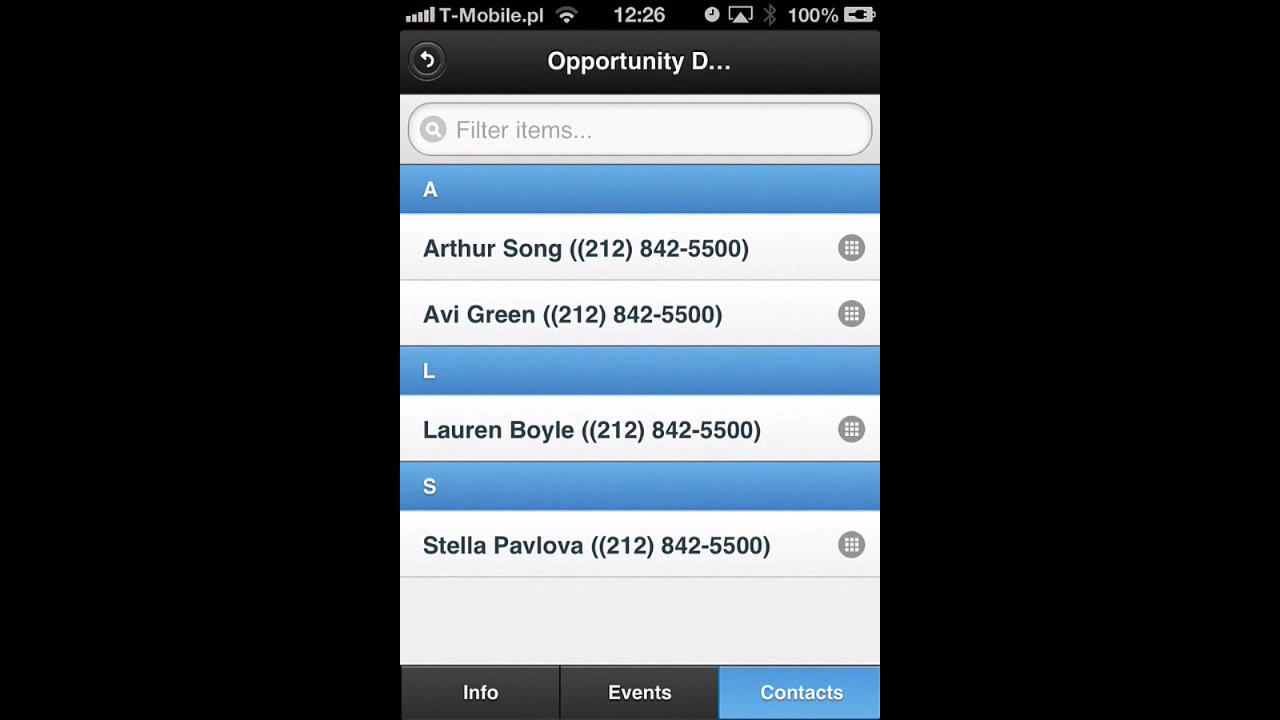 T-Mobile.pl 12:26 100%
Opportunity D...
Filter items...
A
Arthur Song ((212) 842-5500)
Avi Green ((212) 842-5500)
L
Lauren Boyle ((212) 842-5500)
S
Stella Pavlova ((212) 842-5500)
Info Events Contacts